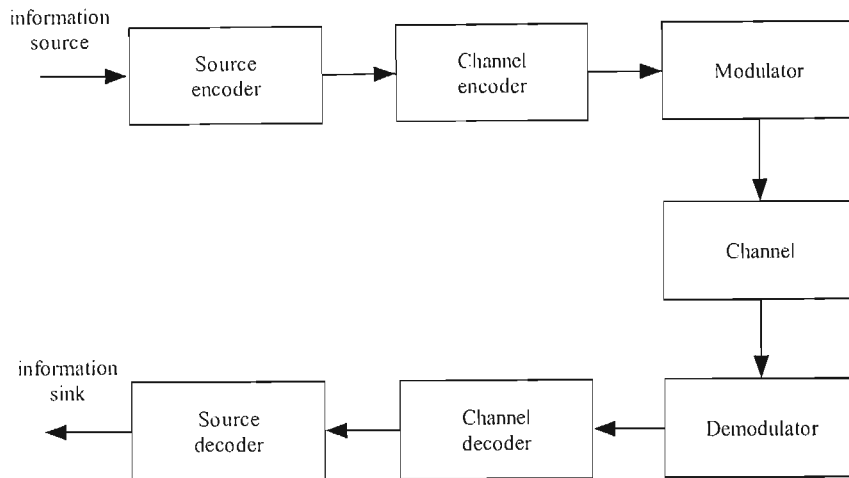 information
source
Source
encoder
Channel
encoder
Modulator
Channel
information
sink
Source
decoder
Channel
decoder
Demodulator